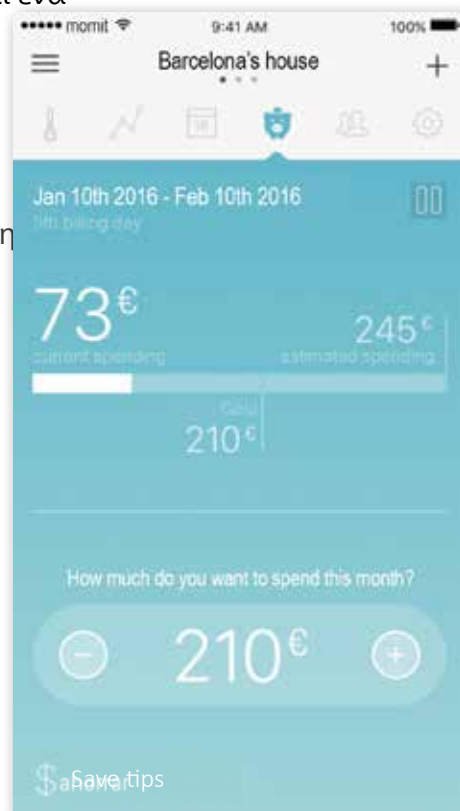 ένα
momit 9:41 AM 100%
Barcelona's house
Jan 10th 2016 - Feb 10th 2016
billing day
η
73€
245€
current spending estimated spending
Goal
210€
How much do you want to spend this month?
210€
Save tips